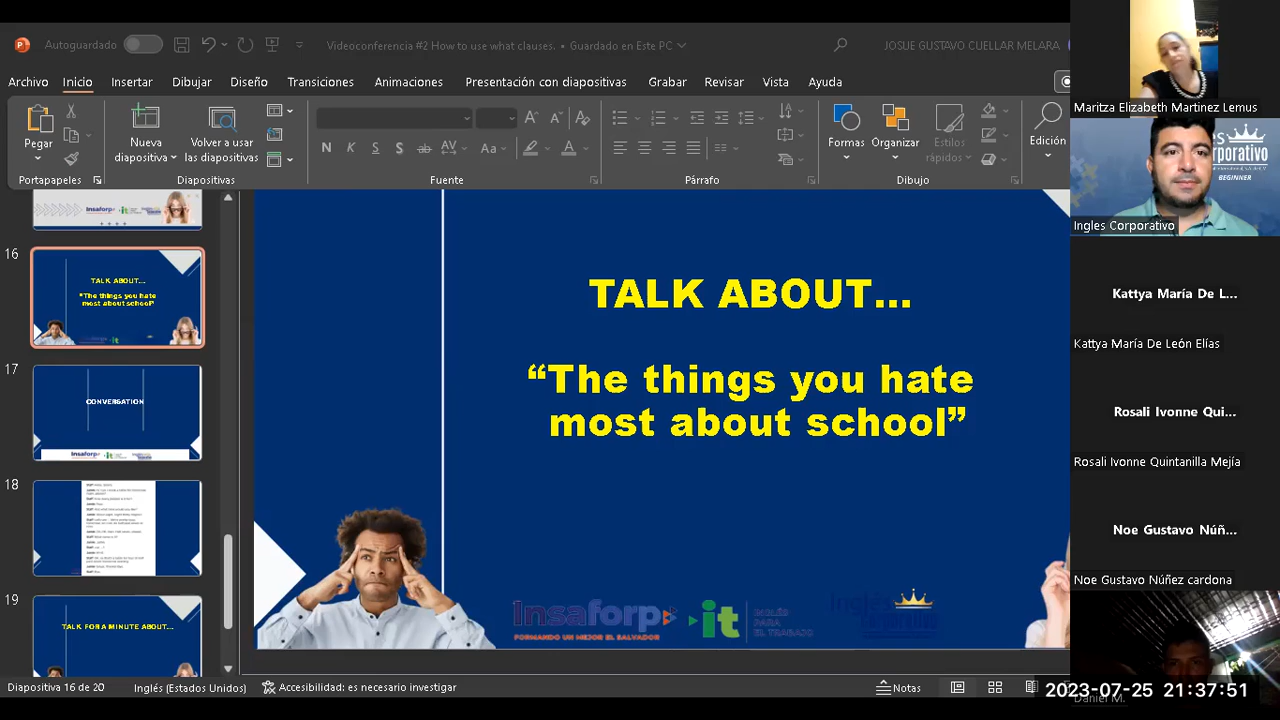 Autoguardado
Videoconferencia #2 How to use what clauses. • Guardado en Este PC
JOSUE GUSTAVO CUELLAR MELARA
Archivo Inicio Insertar Dibujar Diseño Transiciones Animaciones Presentación con diapositivas Grabar Revisar Vista Ayuda
Pegar
Nueva diapositiva
Volver a usar las diapositivas
Formas
Organizar
Estilos rápidos
Edición
Portapapeles
Diapositivas
Fuente
Párrafo
Dibujo
16
TALK ABOUT...
"The things you hate
most about school"
17
CONVERSATION
18
19
TALK FOR A MINUTE ABOUT...
TALK ABOUT...
“The things you hate
most about school”
Insaforp
FORMANDO UN MEJOR EL SALVADOR
it
INGLÉS
PARA
EL TRABAJO
Maritza Elizabeth Martinez Lemus
BEGINNER
Ingles Corporativo
Kattya María De L...
Kattya María De León Elías
Rosali Ivonne Qui...
Rosali Ivonne Quintanilla Mejía
Noe Gustavo Núñ...
Noe Gustavo Núñez cardona
Daniel M.
2023-07-25 21:37:51
Diapositiva 16 de 20
Inglés (Estados Unidos)
Accesibilidad: es necesario investigar
Notas